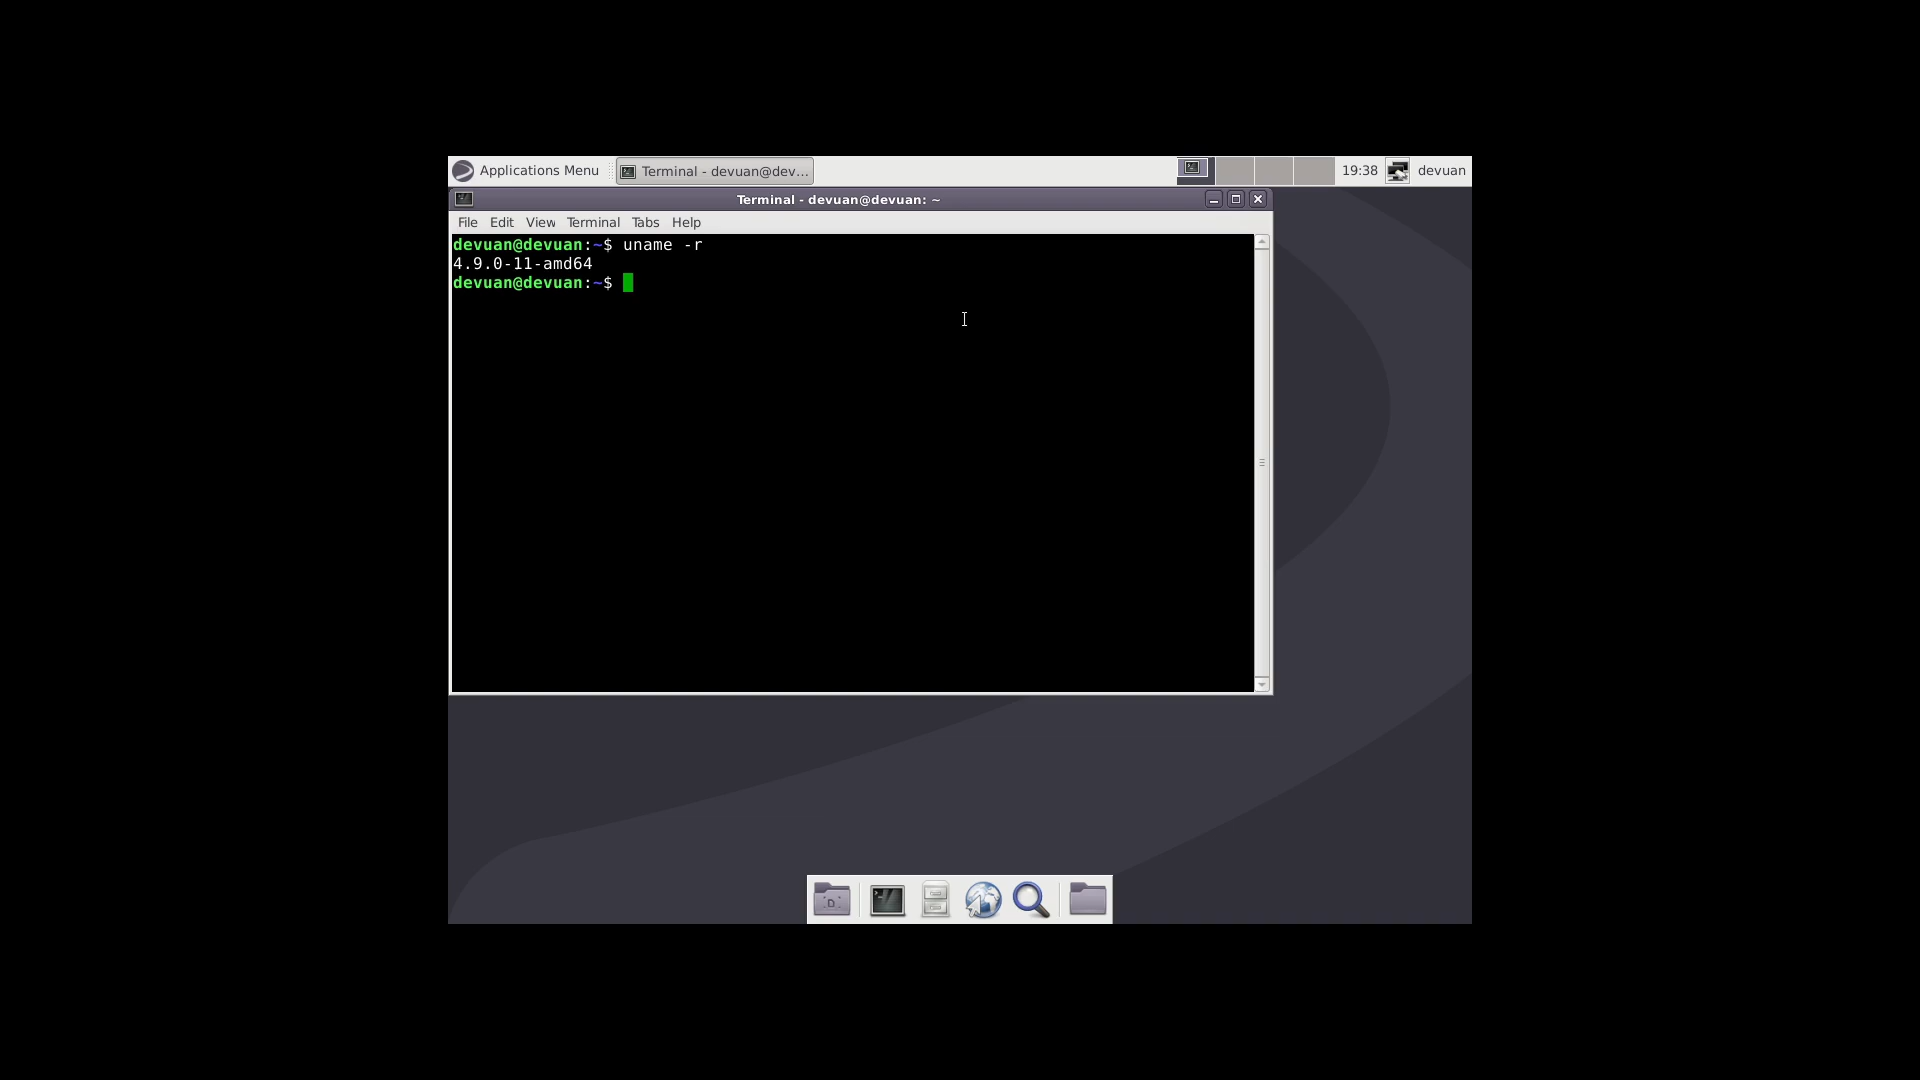 Applications Menu
Terminal - devuan@dev...
19:38
devuan
Terminal - devuan@devuan: ~
File Edit View Terminal Tabs Help
devuan@devuan:~$ uname -r
4.9.0-11-amd64
devuan@devuan:~$
D